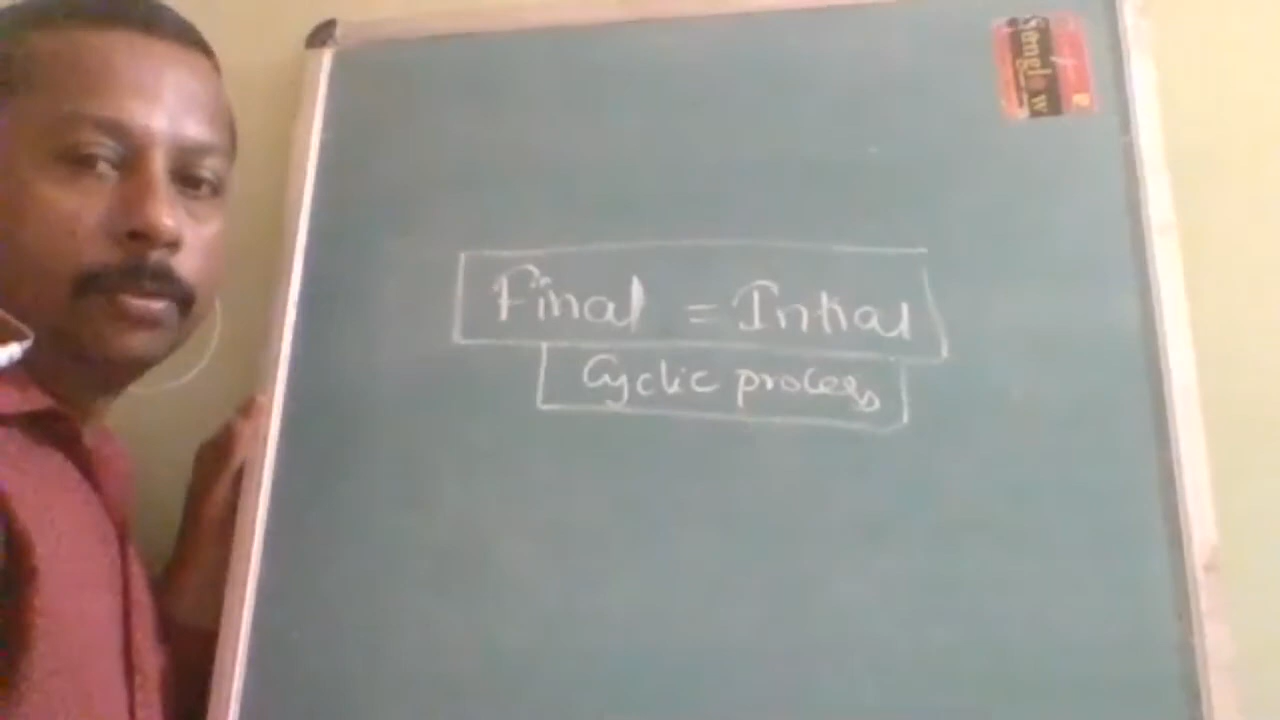 Final = Intial
Cyclic process